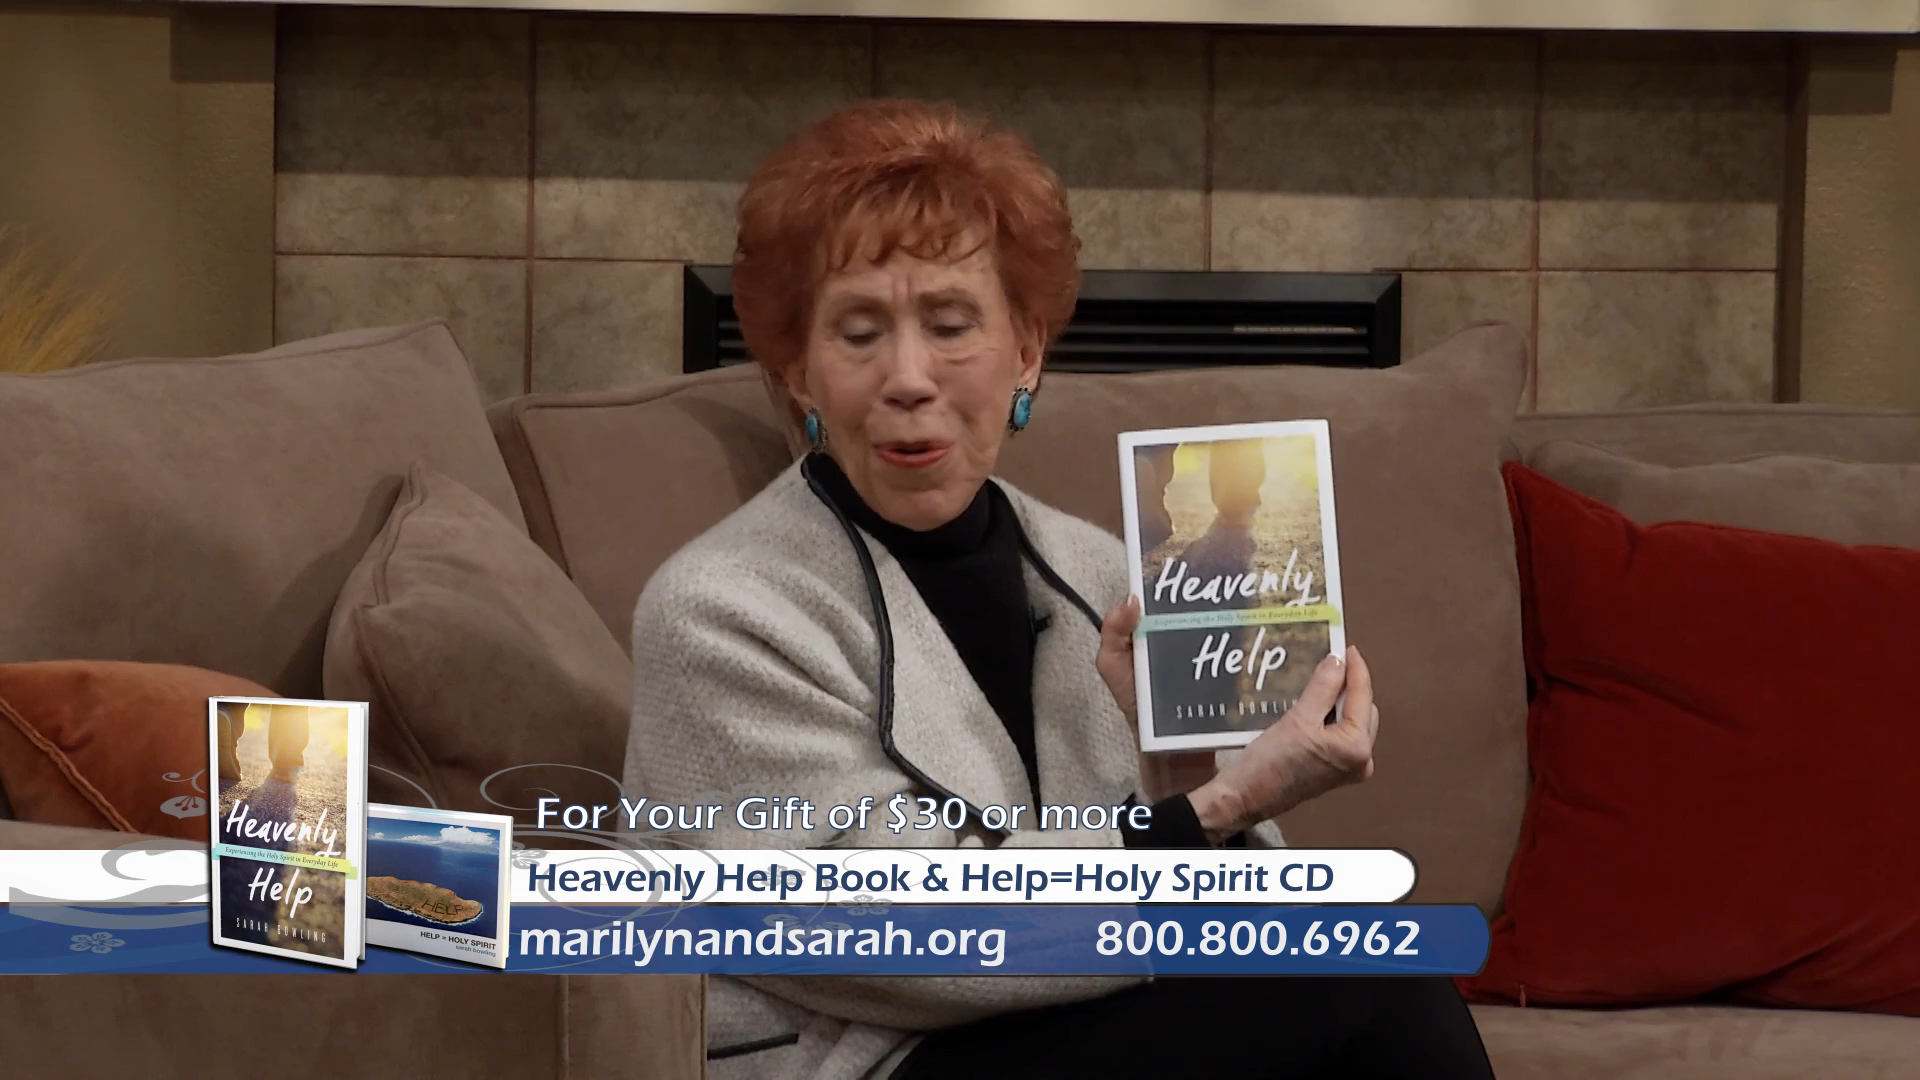 Heavenly
Experiencing the Holy Spirit in Everyday Life
Help
SARAH BOWLING
For Your Gift of $30 or more
Heavenly Help Book & Help=Holy Spirit CD
marilynandsarah.org 800.800.6962
Heavenly
Experiencing the Holy Spirit in Everyday Life
Help
SARAH BOWLING
HELP
HELP = HOLY SPIRIT
sarah bowling